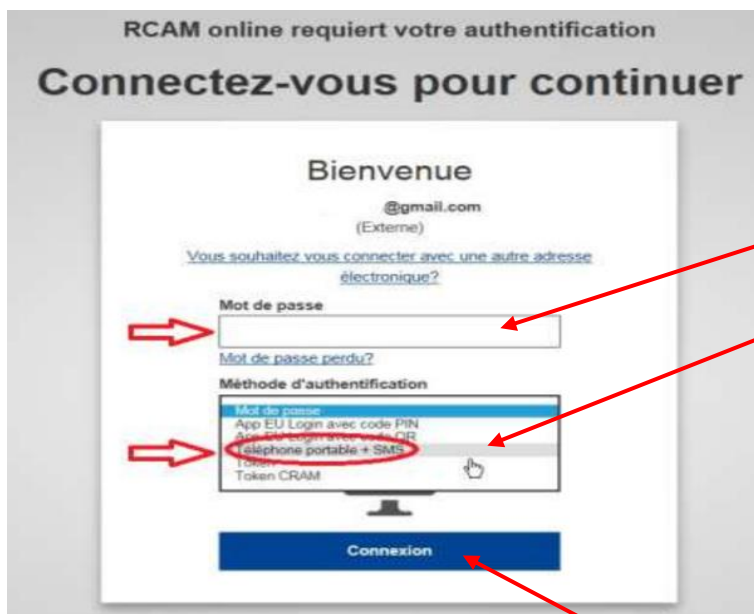 RCAM online requiert votre authentification
Connectez-vous pour continuer
Bienvenue
@gmail.com
(Externe)
Vous souhaitez vous connecter avec une autre adresse
électronique?
Mot de passe
Mot de passe perdu?
Méthode d'authentification
Mot de passe
App EU Login avec code PIN
App EU Login avec code QR
Téléphone portable + SMS
Token
Token CRAM
Connexion